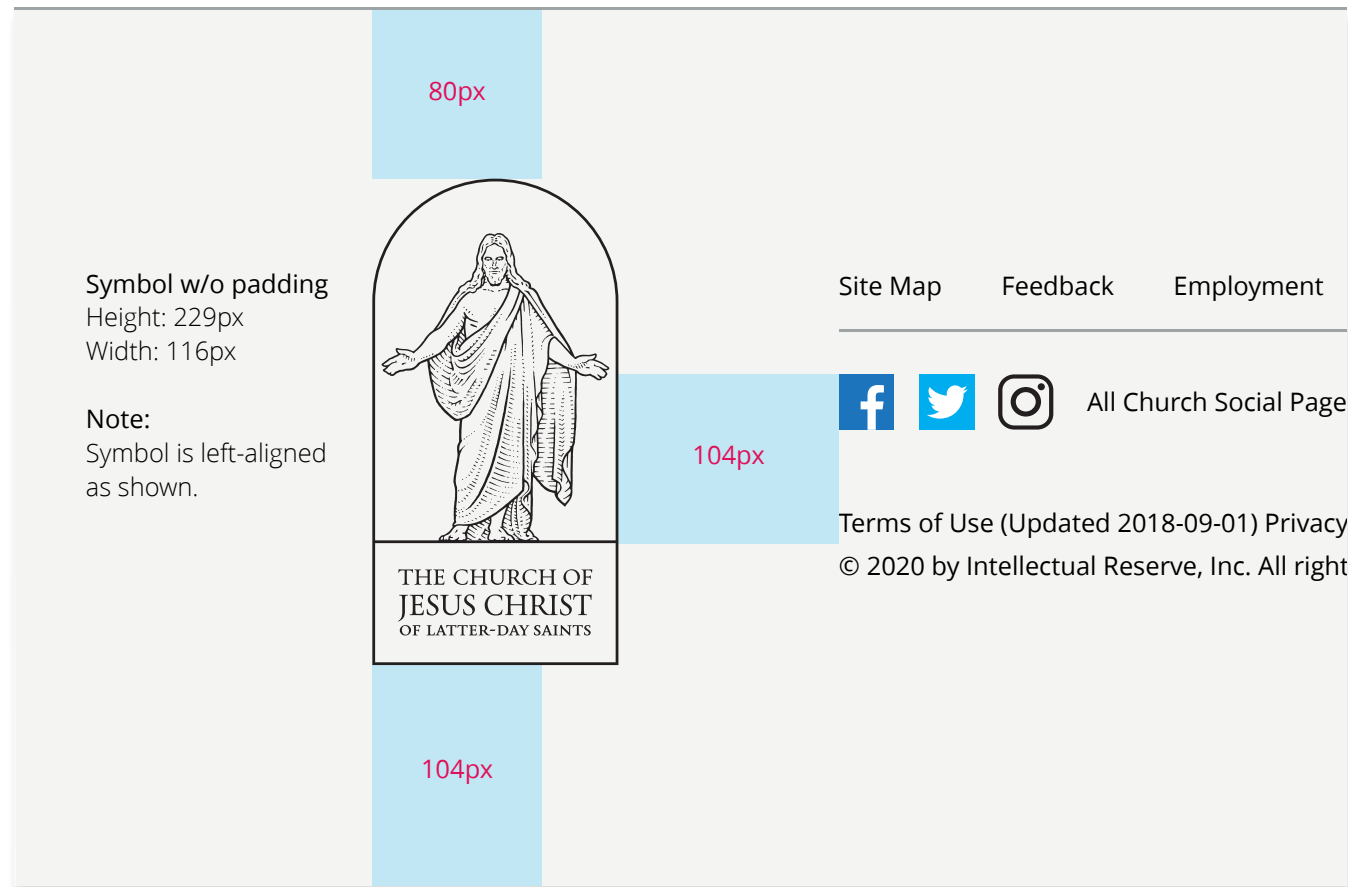 80px
Symbol w/o padding
Height: 229px
Width: 116px
Note:
Symbol is left-aligned
as shown.
THE CHURCH OF
JESUS CHRIST
OF LATTER-DAY SAINTS
104px
104px
Site Map Feedback Employment
All Church Social Page
Terms of Use (Updated 2018-09-01) Privacy
© 2020 by Intellectual Reserve, Inc. All right